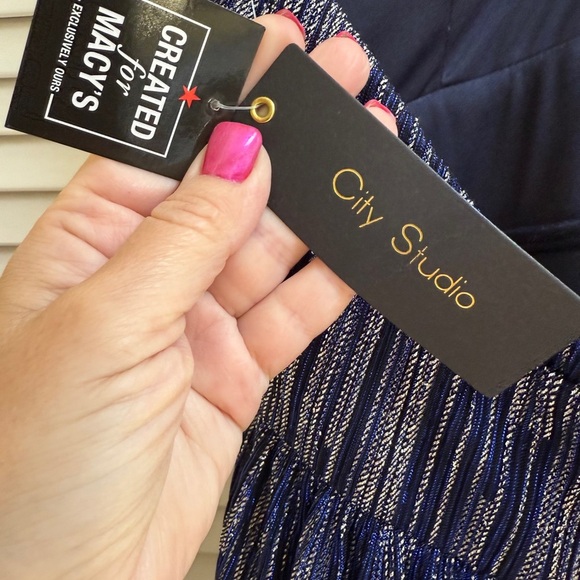 CREATED
for
MACY'S
EXCLUSIVELY OURS
City Studio